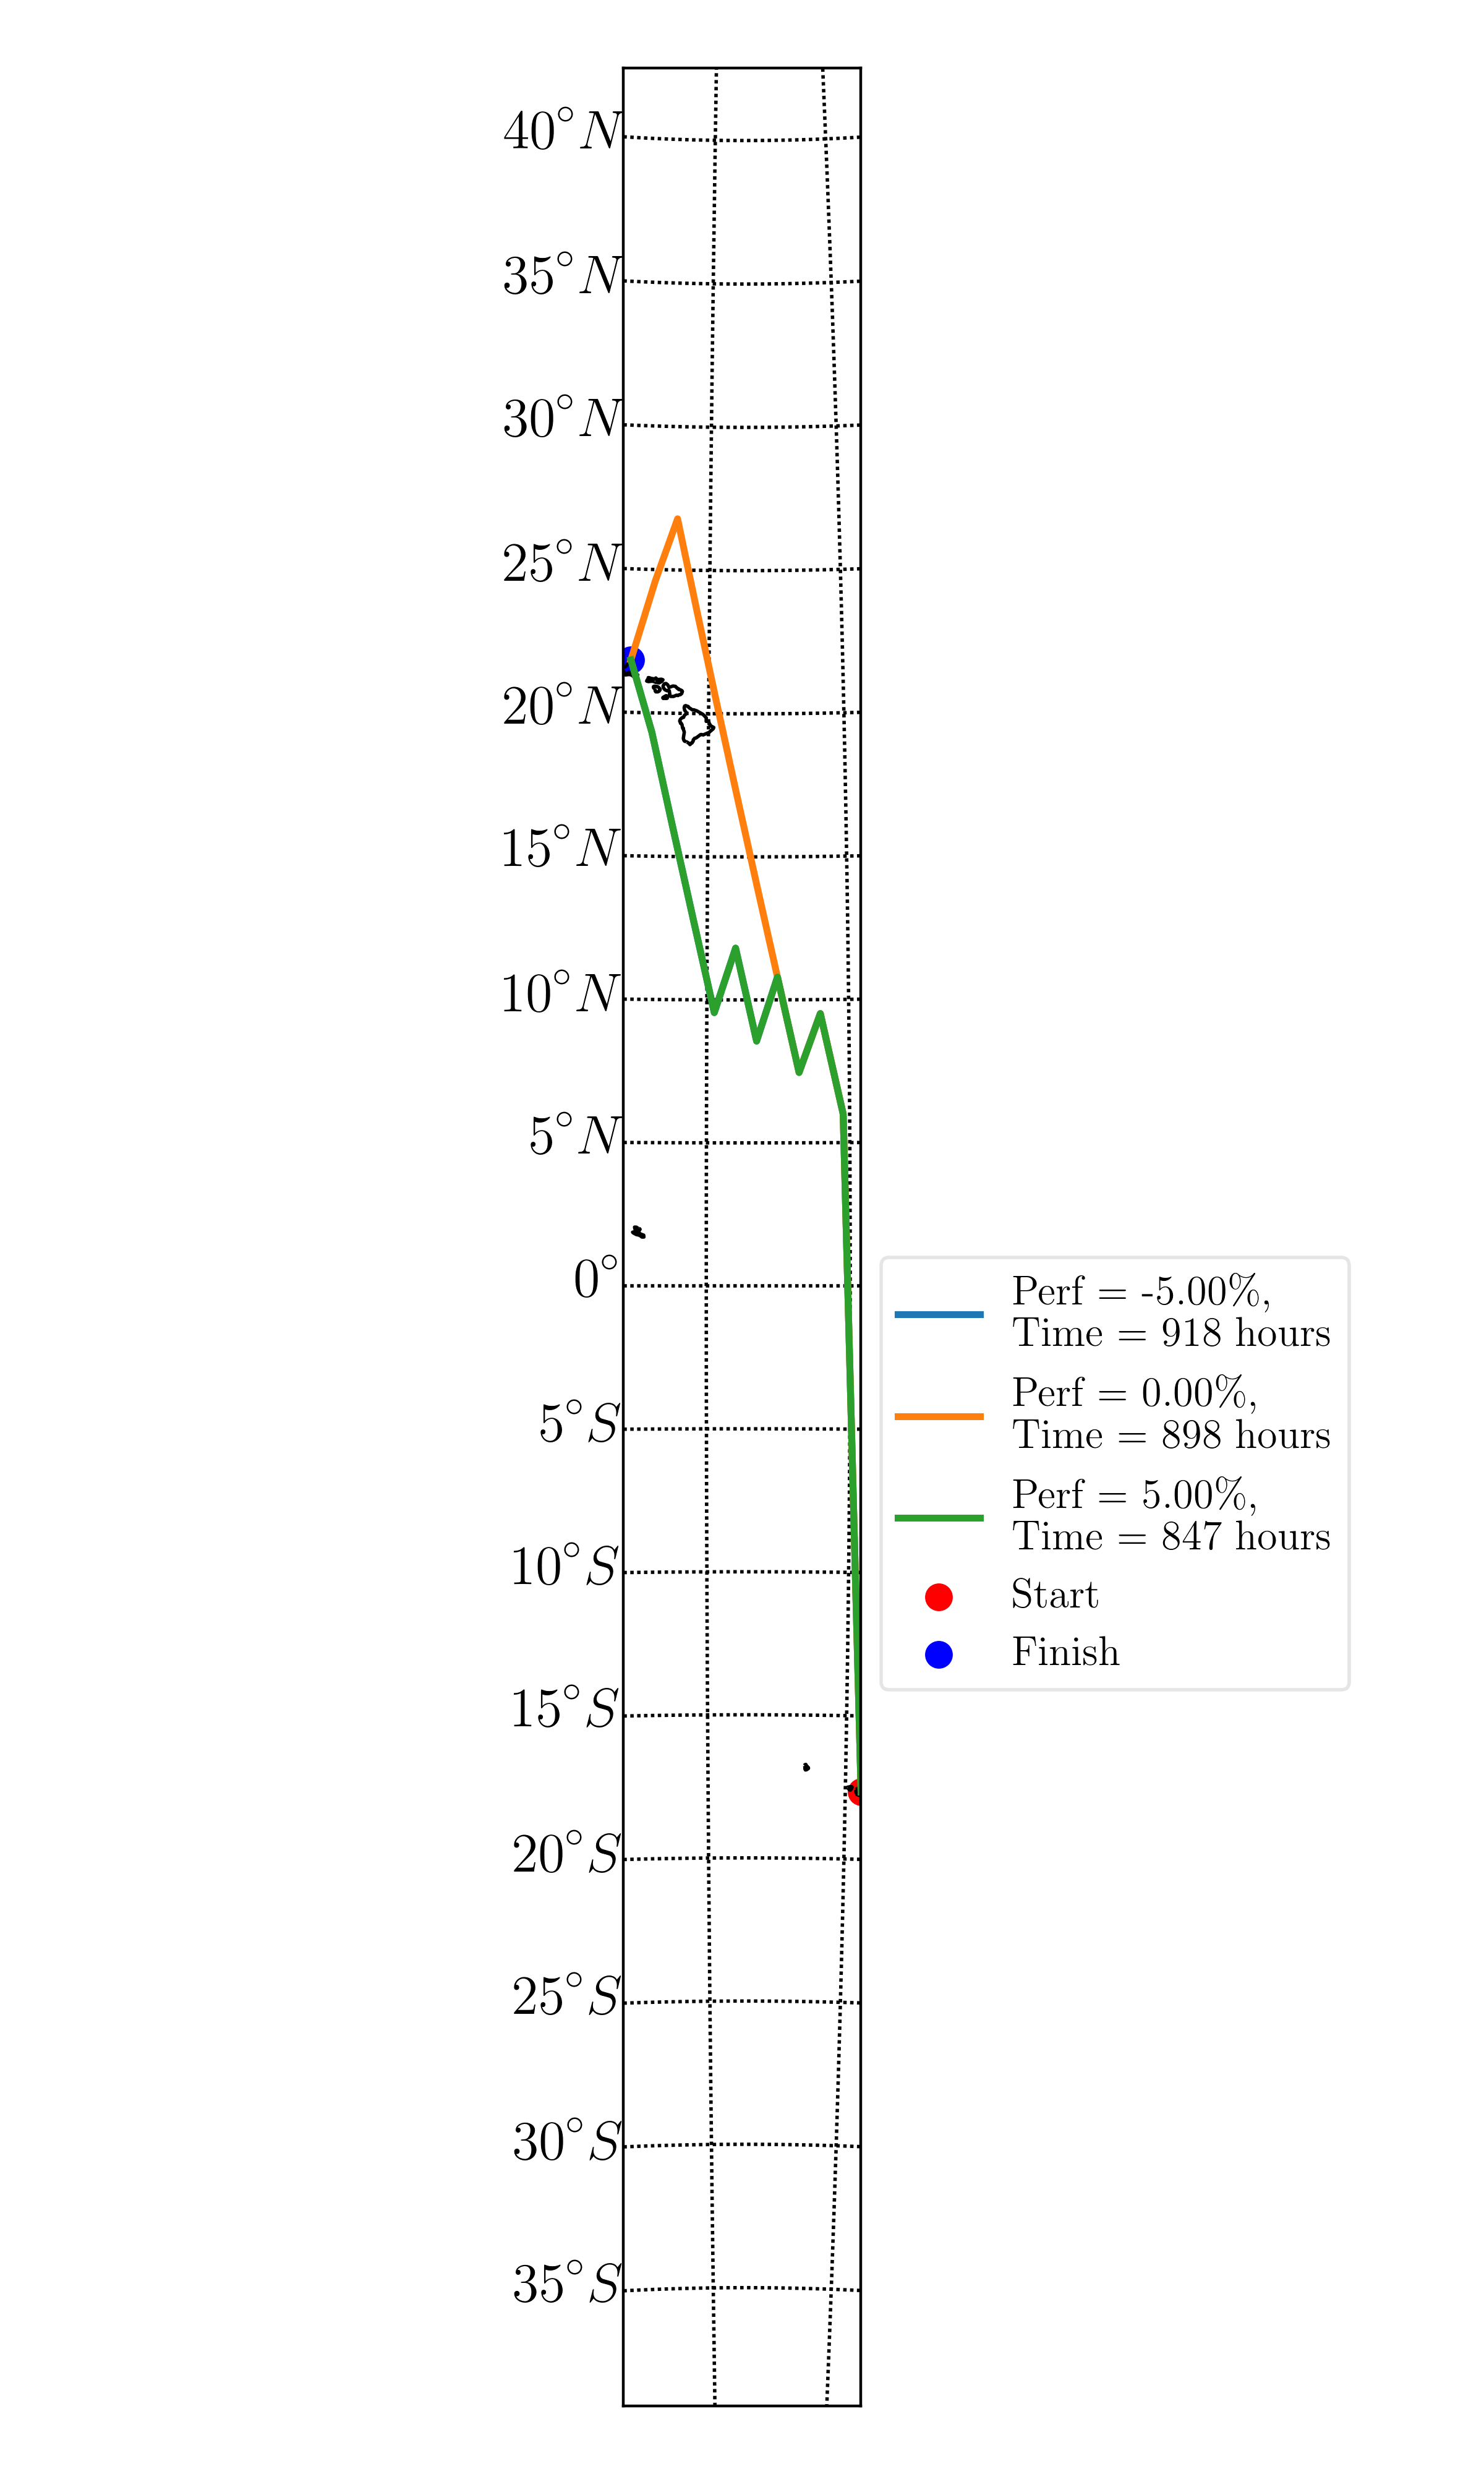 40°N
35°N
30°N
25°N
20°N
15°N
10°N
5°N
0°
5°S
10°S
15°S
20°S
25°S
30°S
35°S
Perf = -5.00%,
Time = 918 hours
Perf = 0.00%,
Time = 898 hours
Perf = 5.00%,
Time = 847 hours
Start
Finish